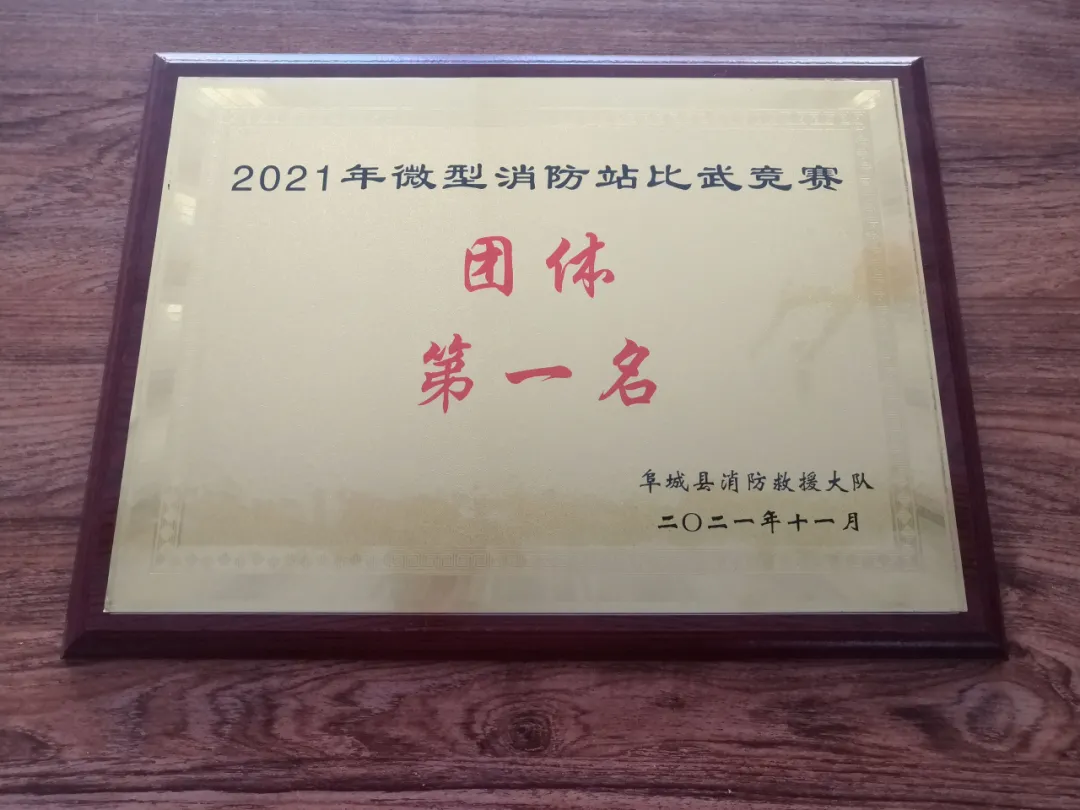 2021年微型消防站比武竞赛
团体
第一名
阜城县消防救援大队
二〇二一年十一月